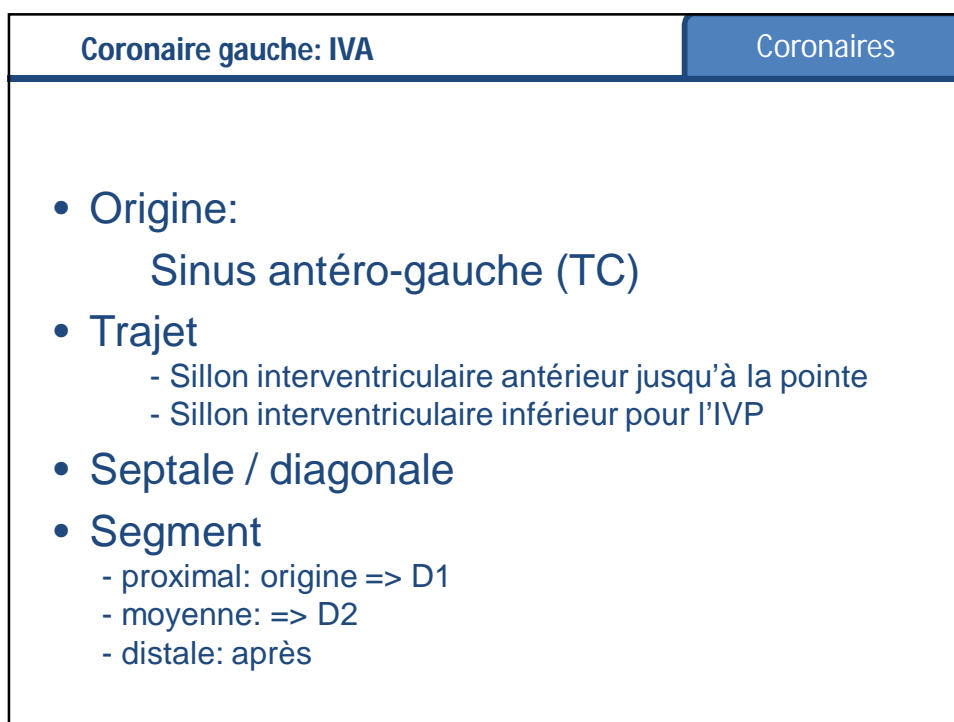 Coronaire gauche: IVA
Coronaires
• Origine:
Sinus antéro-gauche (TC)
• Trajet
- Sillon interventriculaire antérieur jusqu'à la pointe
- Sillon interventriculaire inférieur pour l'IVP
• Septale / diagonale
• Segment
- proximal: origine => D1
- moyenne: => D2
- distale: après